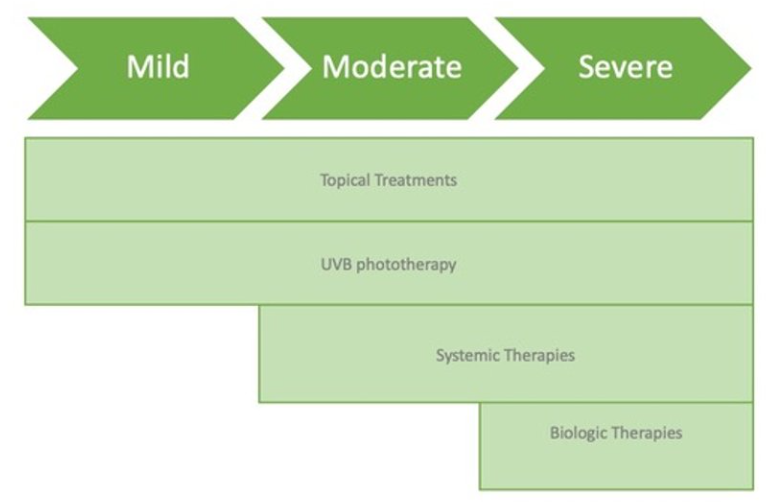 Mild
Moderate
Severe
Topical Treatments
UVB phototherapy
Systemic Therapies
Biologic Therapies